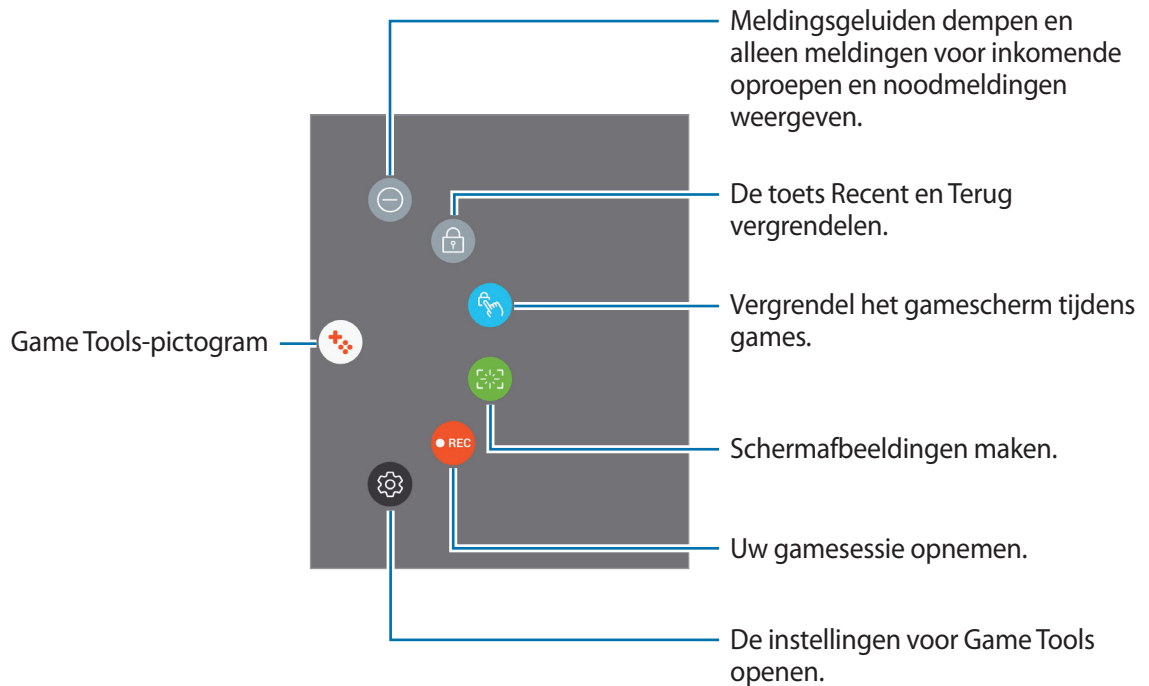 Meldingsgeluiden dempen en
alleen meldingen voor inkomende
oproepen en noodmeldingen
weergeven.
De toets Recent en Terug
vergrendelen.
Vergrendel het gamescherm tijdens
games.
Game Tools-pictogram
Schermafbeeldingen maken.
REC
Uw gamesessie opnemen.
De instellingen voor Game Tools
openen.